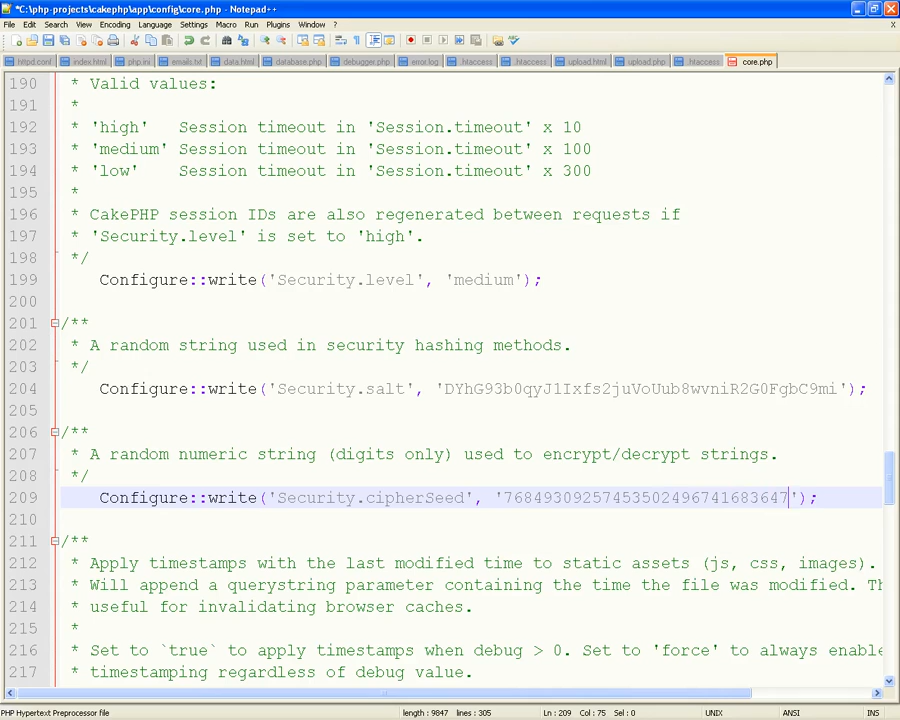 *C:\php-projects\cakephp\app\config\core.php - Notepad++
File Edit Search View Encoding Language Settings Macro Run Plugins Window ? X
httpd.conf index.html php.ini emails.txt data.html database.php debugger.php error.log .htaccess .htaccess upload.html upload.php .htaccess core.php
190 * Valid values:
191 *
192 * 'high' Session timeout in 'Session.timeout' x 10
193 * 'medium' Session timeout in 'Session.timeout' x 100
194 * 'low' Session timeout in 'Session.timeout' x 300
195 *
196 * CakePHP session IDs are also regenerated between requests if
197 * 'Security.level' is set to 'high'.
198 */
199 Configure::write('Security.level', 'medium');
200
201 /**
202 * A random string used in security hashing methods.
203 */
204 Configure::write('Security.salt', 'DYhG93b0qyJ1Ixfs2juVoUub8wvniR2G0FgbC9mi');
205
206 /**
207 * A random numeric string (digits only) used to encrypt/decrypt strings.
208 */
209 Configure::write('Security.cipherSeed', '76849309257453502496741683647');
210
211 /**
212 * Apply timestamps with the last modified time to static assets (js, css, images).
213 * Will append a querystring parameter containing the time the file was modified. Th
214 * useful for invalidating browser caches.
215 *
216 * Set to `true` to apply timestamps when debug > 0. Set to 'force' to always enable
217 * timestamping regardless of debug value.
PHP Hypertext Preprocessor file length : 9847 lines : 305 Ln : 209 Col : 75 Sel : 0 UNIX ANSI INS